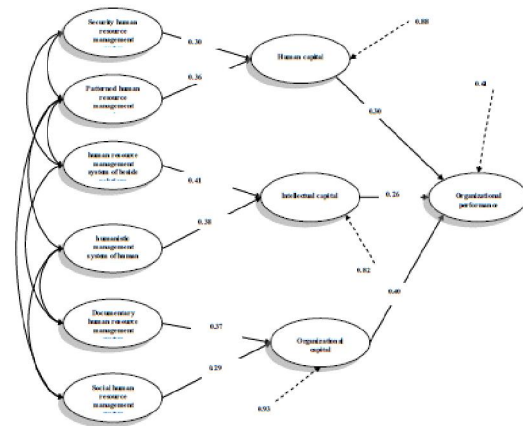 Security human
resource
management
0.30
Human capital
0.88
0.36
Patterned human
resource
management
0.30
0.41
human resource
management
system of beside
0.41
Intellectual capital
0.26
Organizational
performance
humanistic
management
system of human
0.38
0.82
0.40
Documentary
human resource
management
0.37
Organizational
capital
Social human
resource
management
0.29
0.93